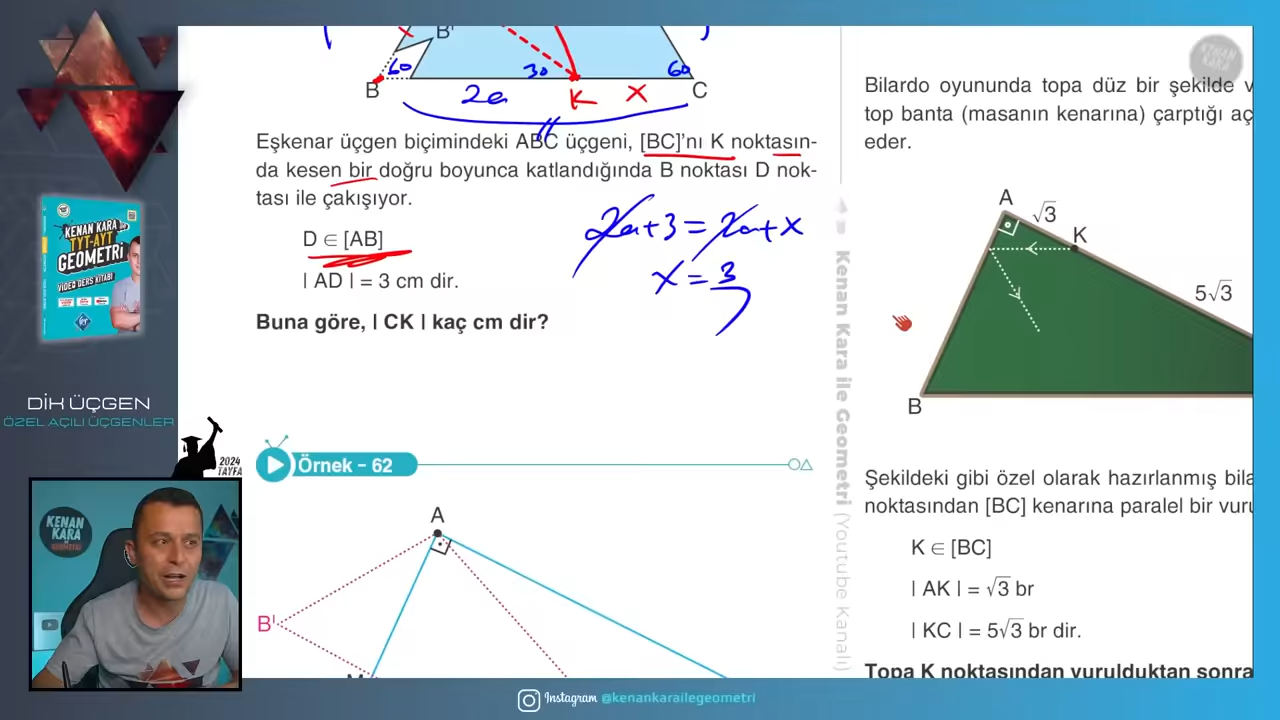 B'
x
60
30
60
B
2a
K
x
C
Eşkenar üçgen biçimindeki ABC üçgeni, [BC]'nı K noktasın-
da kesen bir doğru boyunca katlandığında B noktası D nok-
tası ile çakışıyor.
D ∈ [AB]
| AD | = 3 cm dir.
Buna göre, | CK | kaç cm dir?
2a+3=2a+x
x=3
Örnek - 62
A
B'
KENAN KARA
TYT-AYT
GEOMETRİ
VİDEO DERS KİTABI
DİK ÜÇGEN
ÖZEL AÇILI ÜÇGENLER
2024
TAYFA
KENAN
KARA
GEOMETRİ
Kenan Kara ile Geometri (Youtube Kanalı)
KENAN
KARA
Bilardo oyununda topa düz bir şekilde v
top banta (masanın kenarına) çarptığı aç
eder.
A
√3
K
5√3
B
Şekildeki gibi özel olarak hazırlanmış bila
noktasından [BC] kenarına paralel bir vuru
K ∈ [BC]
| AK | = √3 br
| KC | = 5√3 br dir.
Topa K noktasından vurulduktan sonra
Instagram @kenankarailegeometri